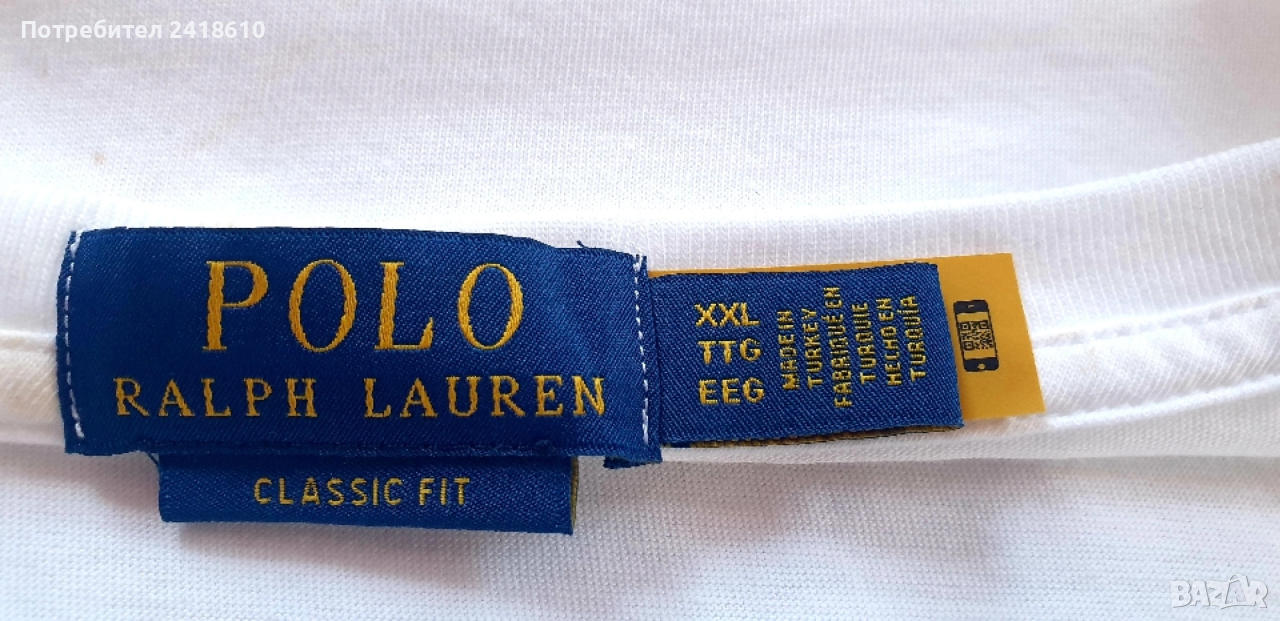 Потребител 2418610
POLO
RALPH LAUREN
CLASSIC FIT
XXL
TTG
EEG
MADE IN
TURKEY
FABRIQUÉ EN
TURQUIE
HECHO EN
TURQUÍA
BAZAR